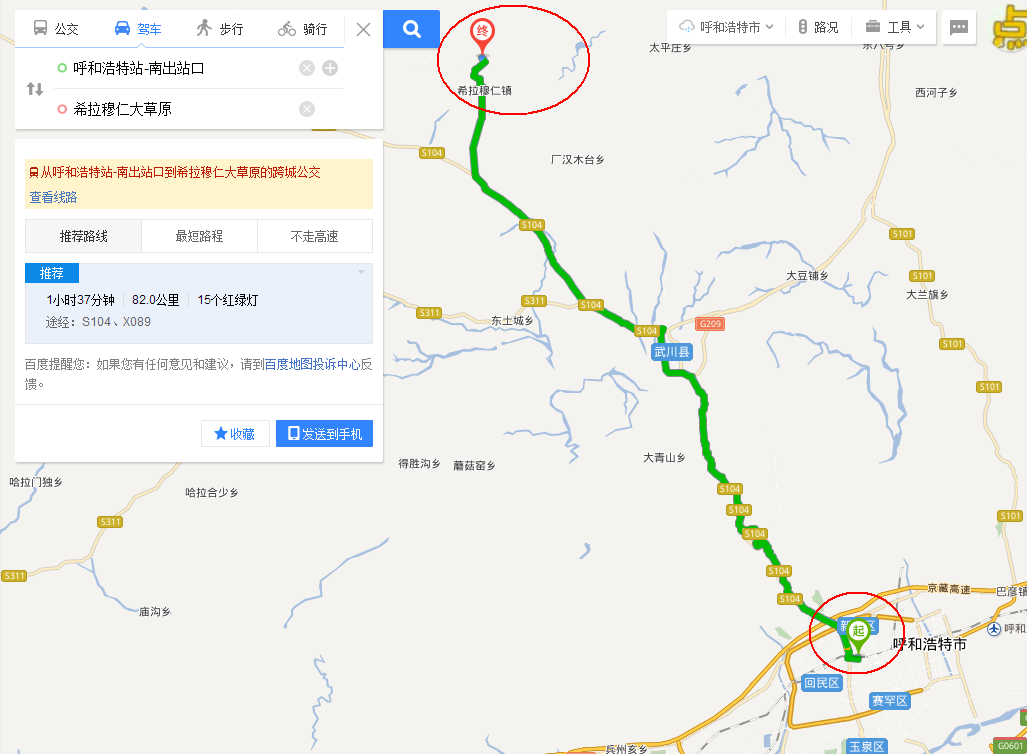 公交
驾车
步行
骑行
呼和浩特站-南出站口
希拉穆仁大草原
从呼和浩特站-南出站口到希拉穆仁大草原的跨城公交
查看线路
推荐路线
最短路程
不走高速
推荐
1小时37分钟
82.0公里
15个红绿灯
途经：S104、X089
百度提醒您：如果您有任何意见和建议，请到百度地图投诉中心反
馈。
收藏
发送到手机
呼和浩特市
路况
工具
终
太平庄乡
希拉穆仁镇
西河子乡
S104
厂汉木台乡
S104
S101
大豆铺乡
S101
大兰旗乡
S311
S311
S104
东土城乡
S104
G209
武川县
S101
S101
大青山乡
得胜沟乡
蘑菇窑乡
哈拉门独乡
哈拉合少乡
S104
S104
S311
S101
S104
S104
S311
S104
京藏高速
巴彦镇
庙沟乡
起
呼和
呼和浩特市
回民区
赛罕区
玉泉区
G0601
兵州亥乡
点